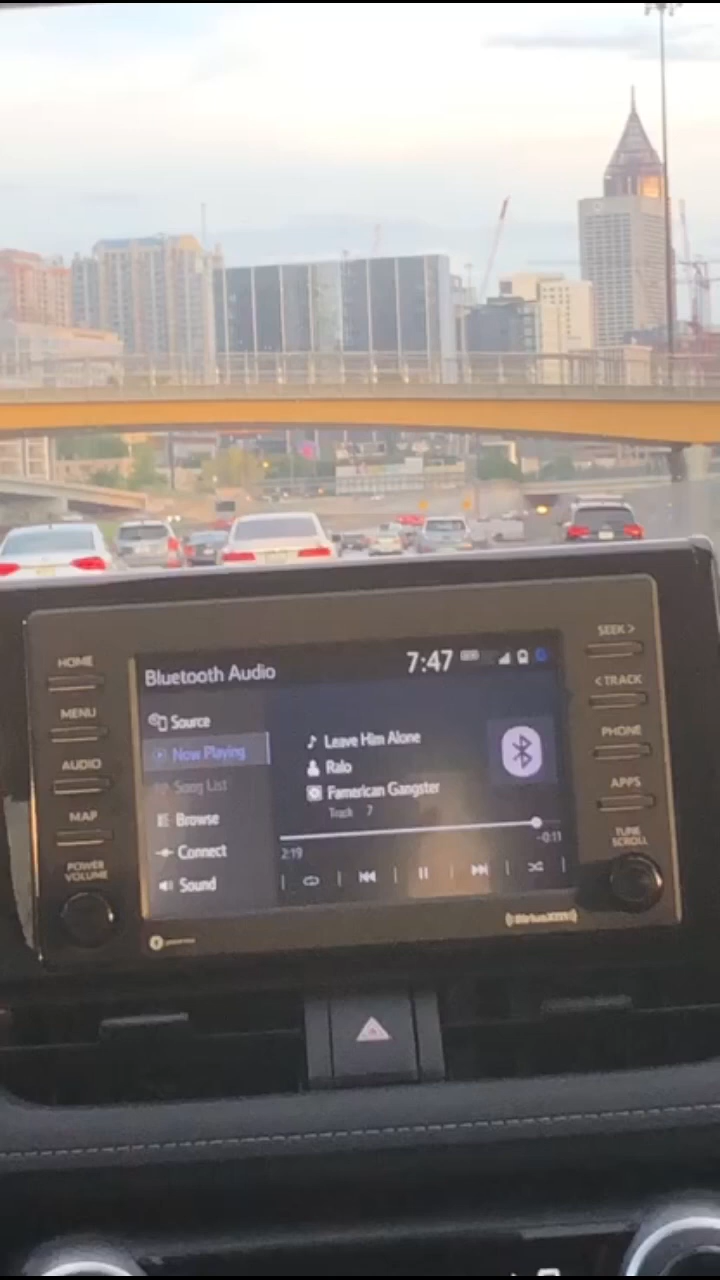 HOME
MENU
AUDIO
MAP
POWER
VOLUME
Bluetooth Audio
7:47
Source
Now Playing
Song List
Browse
Connect
Sound
Leave Him Alone
Ralo
Famerican Gangster
Track 7
2:19
-0:11
SEEK >
< TRACK
PHONE
APPS
TUNE
SCROLL
((SiriusXM))